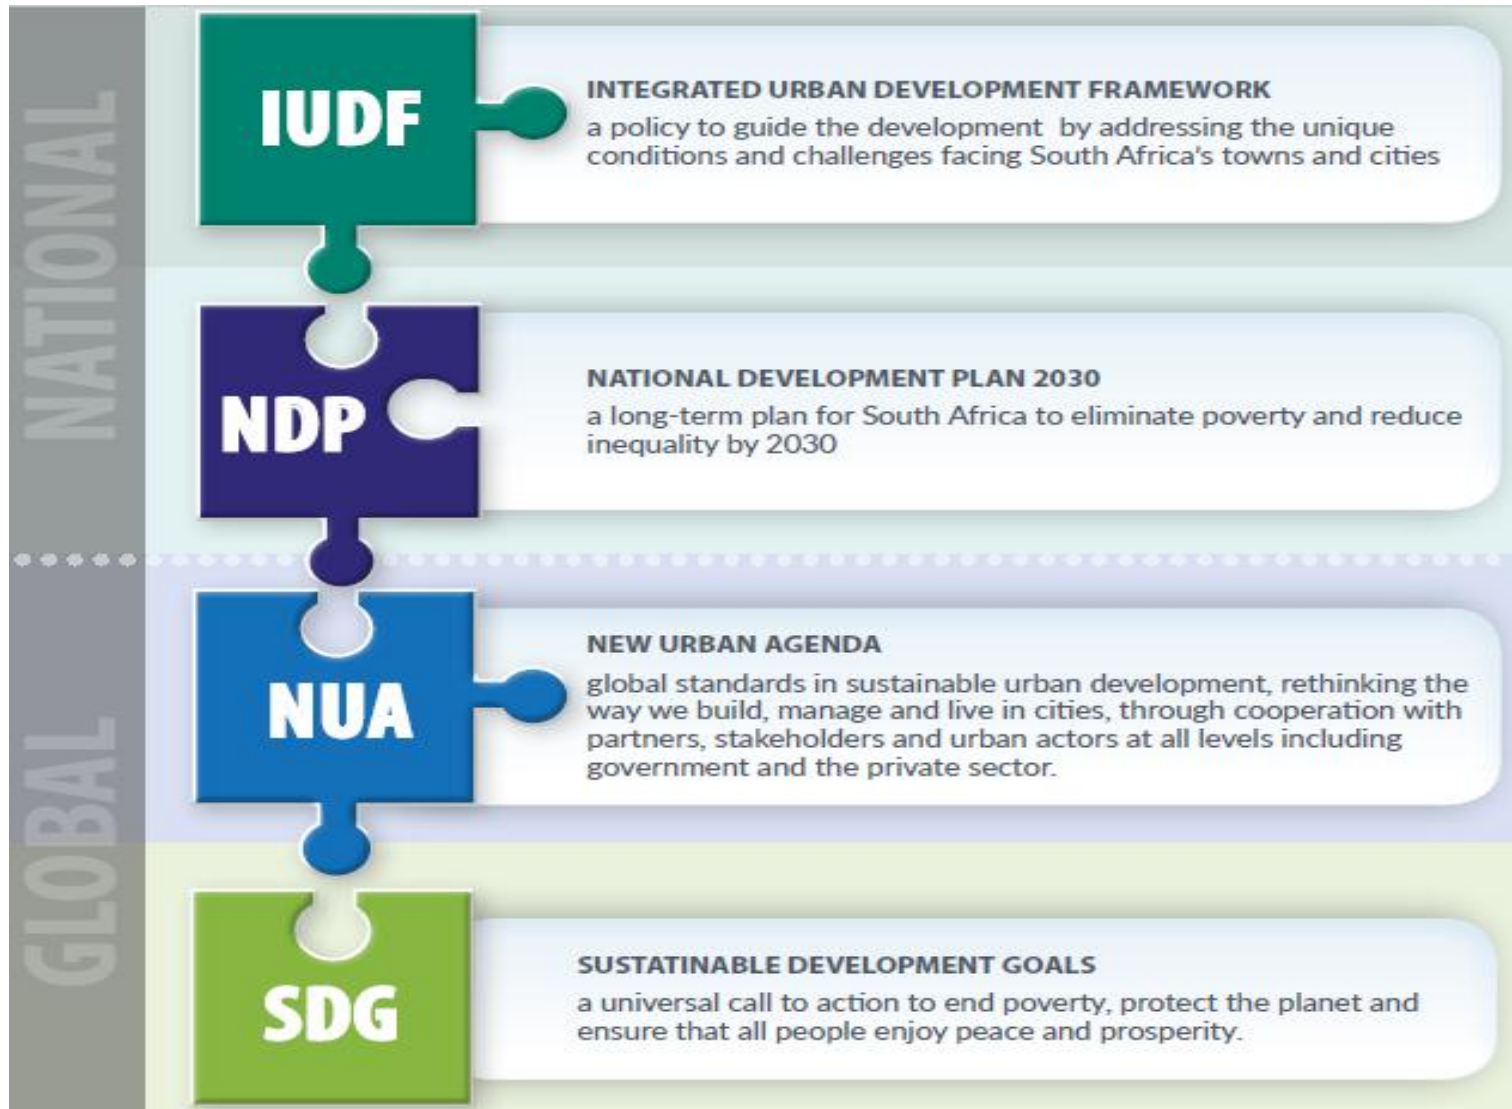 NATIONAL
IUDF
INTEGRATED URBAN DEVELOPMENT FRAMEWORK
a policy to guide the development by addressing the unique
conditions and challenges facing South Africa's towns and cities
NDP
NATIONAL DEVELOPMENT PLAN 2030
a long-term plan for South Africa to eliminate poverty and reduce
inequality by 2030
GLOBAL
NUA
NEW URBAN AGENDA
global standards in sustainable urban development, rethinking the
way we build, manage and live in cities, through cooperation with
partners, stakeholders and urban actors at all levels including
government and the private sector.
SDG
SUSTATINABLE DEVELOPMENT GOALS
a universal call to action to end poverty, protect the planet and
ensure that all people enjoy peace and prosperity.